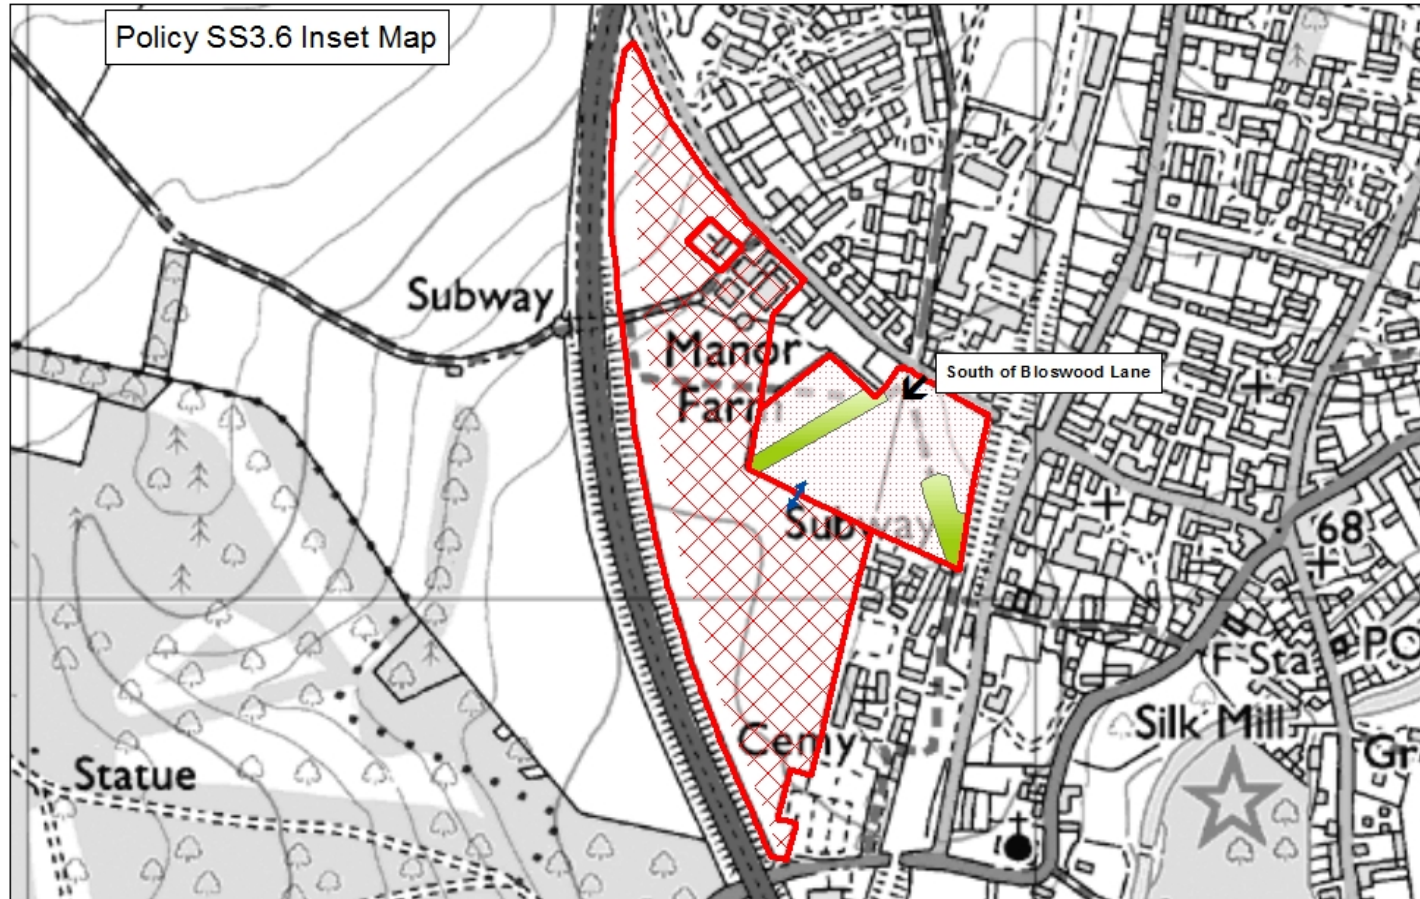 Policy SS3.6 Inset Map
Subway
Manor
Farm
South of Bloswood Lane
Subway
68
PO
F Sta
Silk Mill
Gr
Cemy
Statue